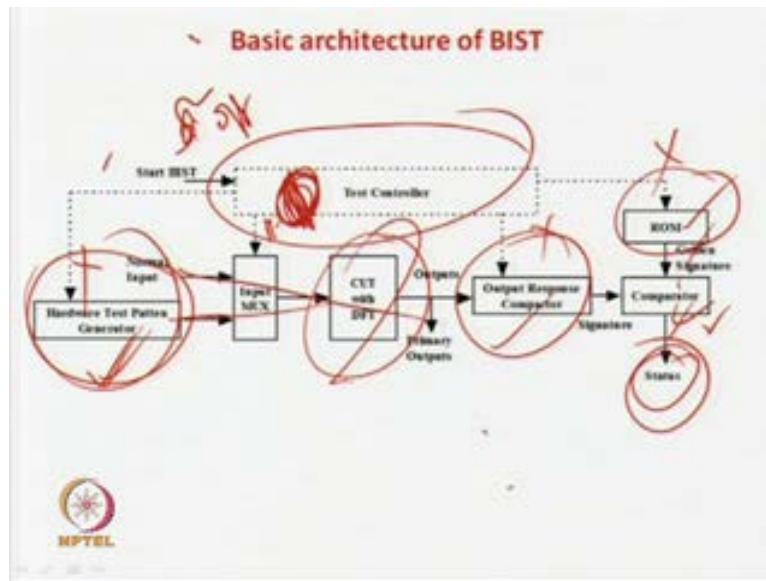 Basic architecture of BIST
Start BIST
Test Controller
ROM
Normal
Input
Golden
Signature
Hardware Test Patten
Generator
Input
MUX
CUT
with
DFT
Outputs
Primary
Outputs
Output Response
Compactor
Signature
Comparator
Status
NPTEL